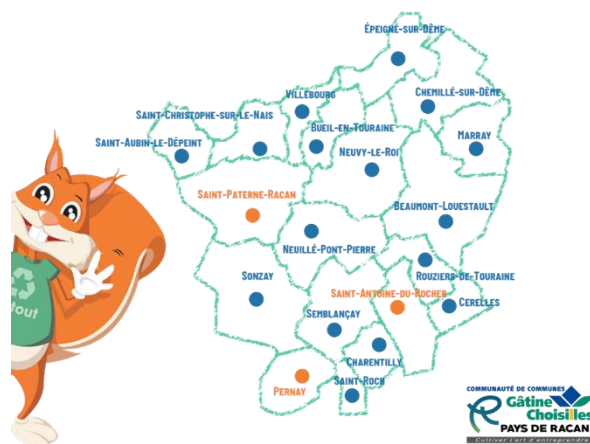 Épeigné-sur-Dême
Chemillé-sur-Dême
Villebourg
Saint-Christophe-sur-le-Nais
Bueil-en-Touraine
Marray
Saint-Aubin-le-Dépeint
Neuvy-le-Roi
Saint-Paterne-Racan
Beaumont-Louestault
Neuillé-Pont-Pierre
Sonzay
Rouziers-de-Touraine
Saint-Antoine-du-Rocher
Cerelles
Semblançay
tout
Charentilly
Saint-Roch
Pernay
COMMUNAUTÉ DE COMMUNES
Gâtine
Choisilles
PAYS DE RACAN
Cultiver l'art d'entreprendre